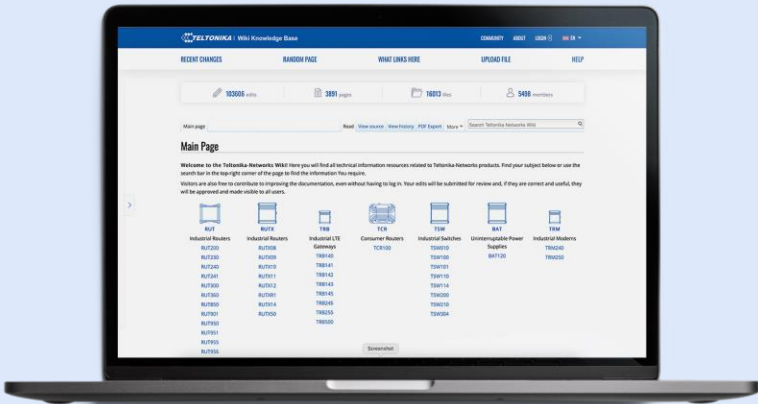 TELTONIKA | Wiki Knowledge Base
COMMUNITY ABOUT LOGIN EN
RECENT CHANGES RANDOM PAGE WHAT LINKS HERE UPLOAD FILE HELP
103606 edits 3891 pages 16013 files 5498 members
Main page Read View source View history PDF Export More Search Teltonika Networks Wiki
Main Page
Welcome to the Teltonika-Networks Wiki! Here you will find all technical information resources related to Teltonika-Networks products. Find your subject below or use the
search bar in the top-right corner of the page to find the information You require.
Visitors are also free to contribute to improving the documentation, even without having to log in. Your edits will be submitted for review and, if they are correct and useful, they
will be approved and made visible to all users.
RUT RUTX TRB TCR TSW BAT TRM
Industrial Routers Industrial Routers Industrial LTE Consumer Routers Industrial Switches Uninterruptable Power Industrial Modems
Gateways Supplies
RUT200 RUTX08 TRB140 TCR100 TSW010 BAT120 TRM240
RUT230 RUTX09 TRB141 TSW100 TRM250
RUT240 RUTX10 TRB142 TSW101
RUT241 RUTX11 TRB143 TSW110
RUT300 RUTX12 TRB145 TSW114
RUT360 RUTXR1 TRB245 TSW200
RUT850 RUTX14 TRB255 TSW210
RUT901 RUTX50 TRB500 TSW304
RUT950
RUT951
RUT955
RUT956
Screenshot